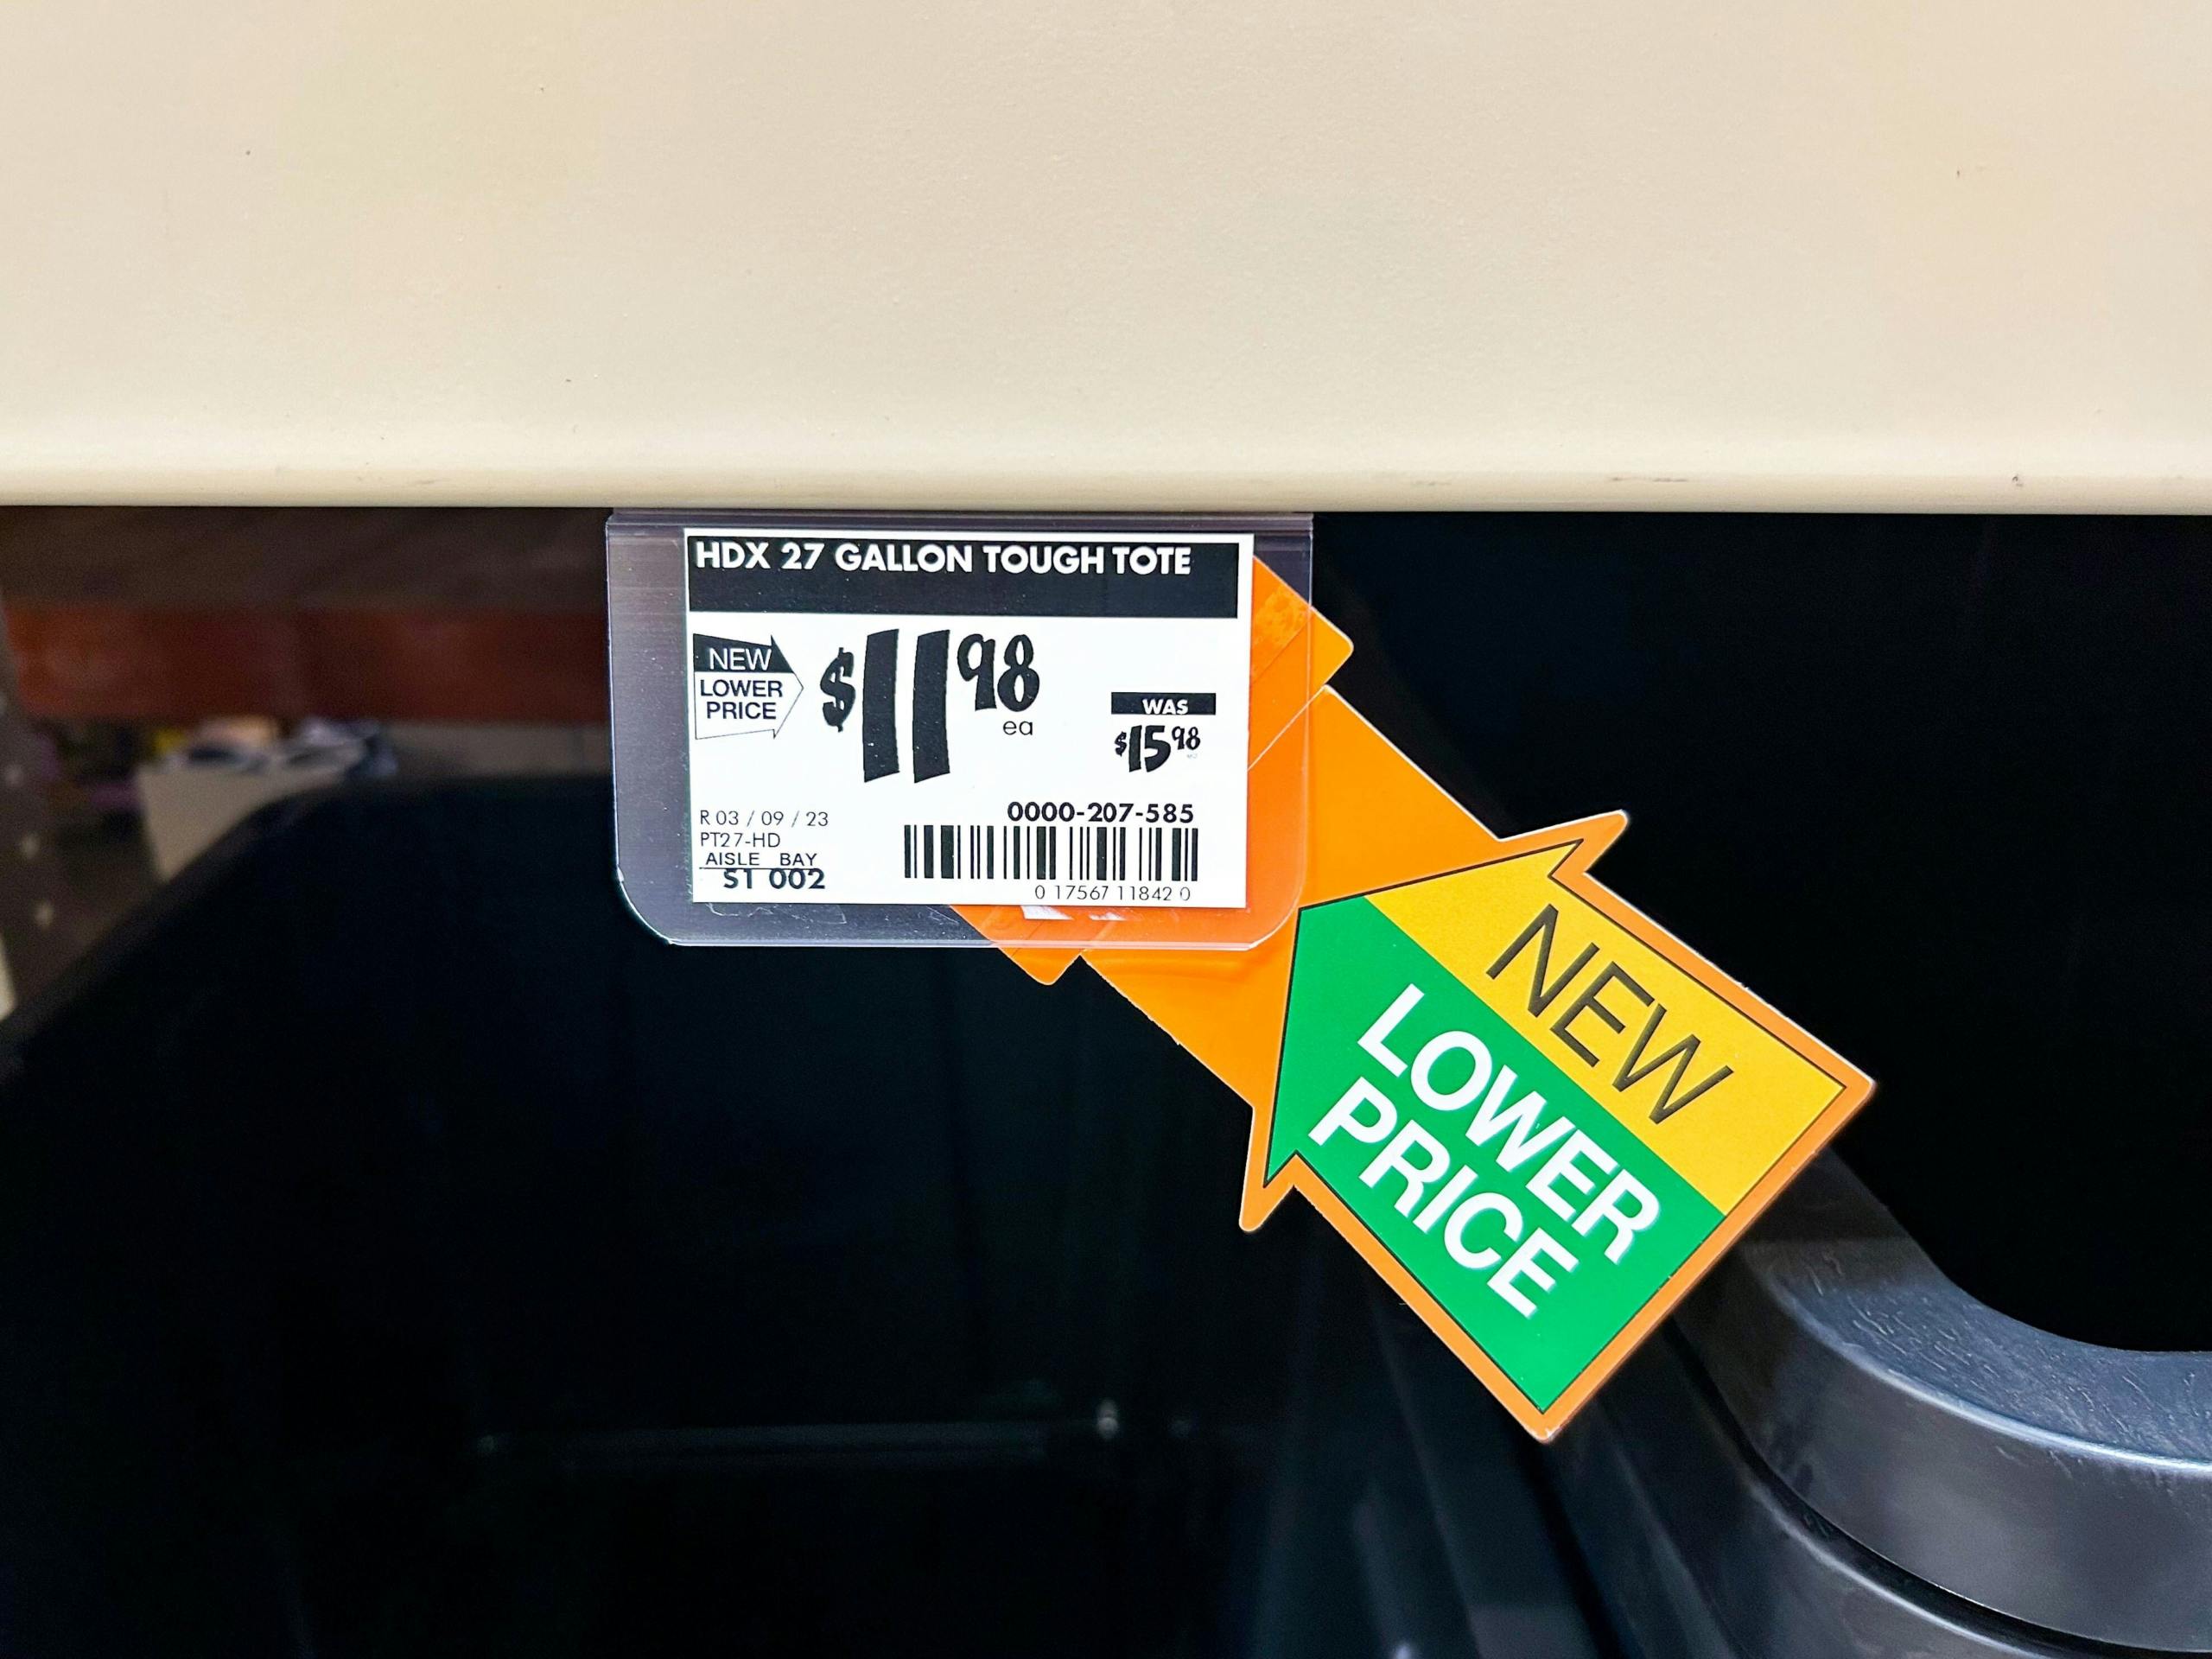 HDX 27 GALLON TOUGH TOTE
NEW
LOWER
PRICE
$11 98
ea
WAS
$15 98
R 03 / 09 / 23
PT27-HD
AISLE BAY
S1 002
0000-207-585
0 17567 11842 0
NEW
LOWER
PRICE